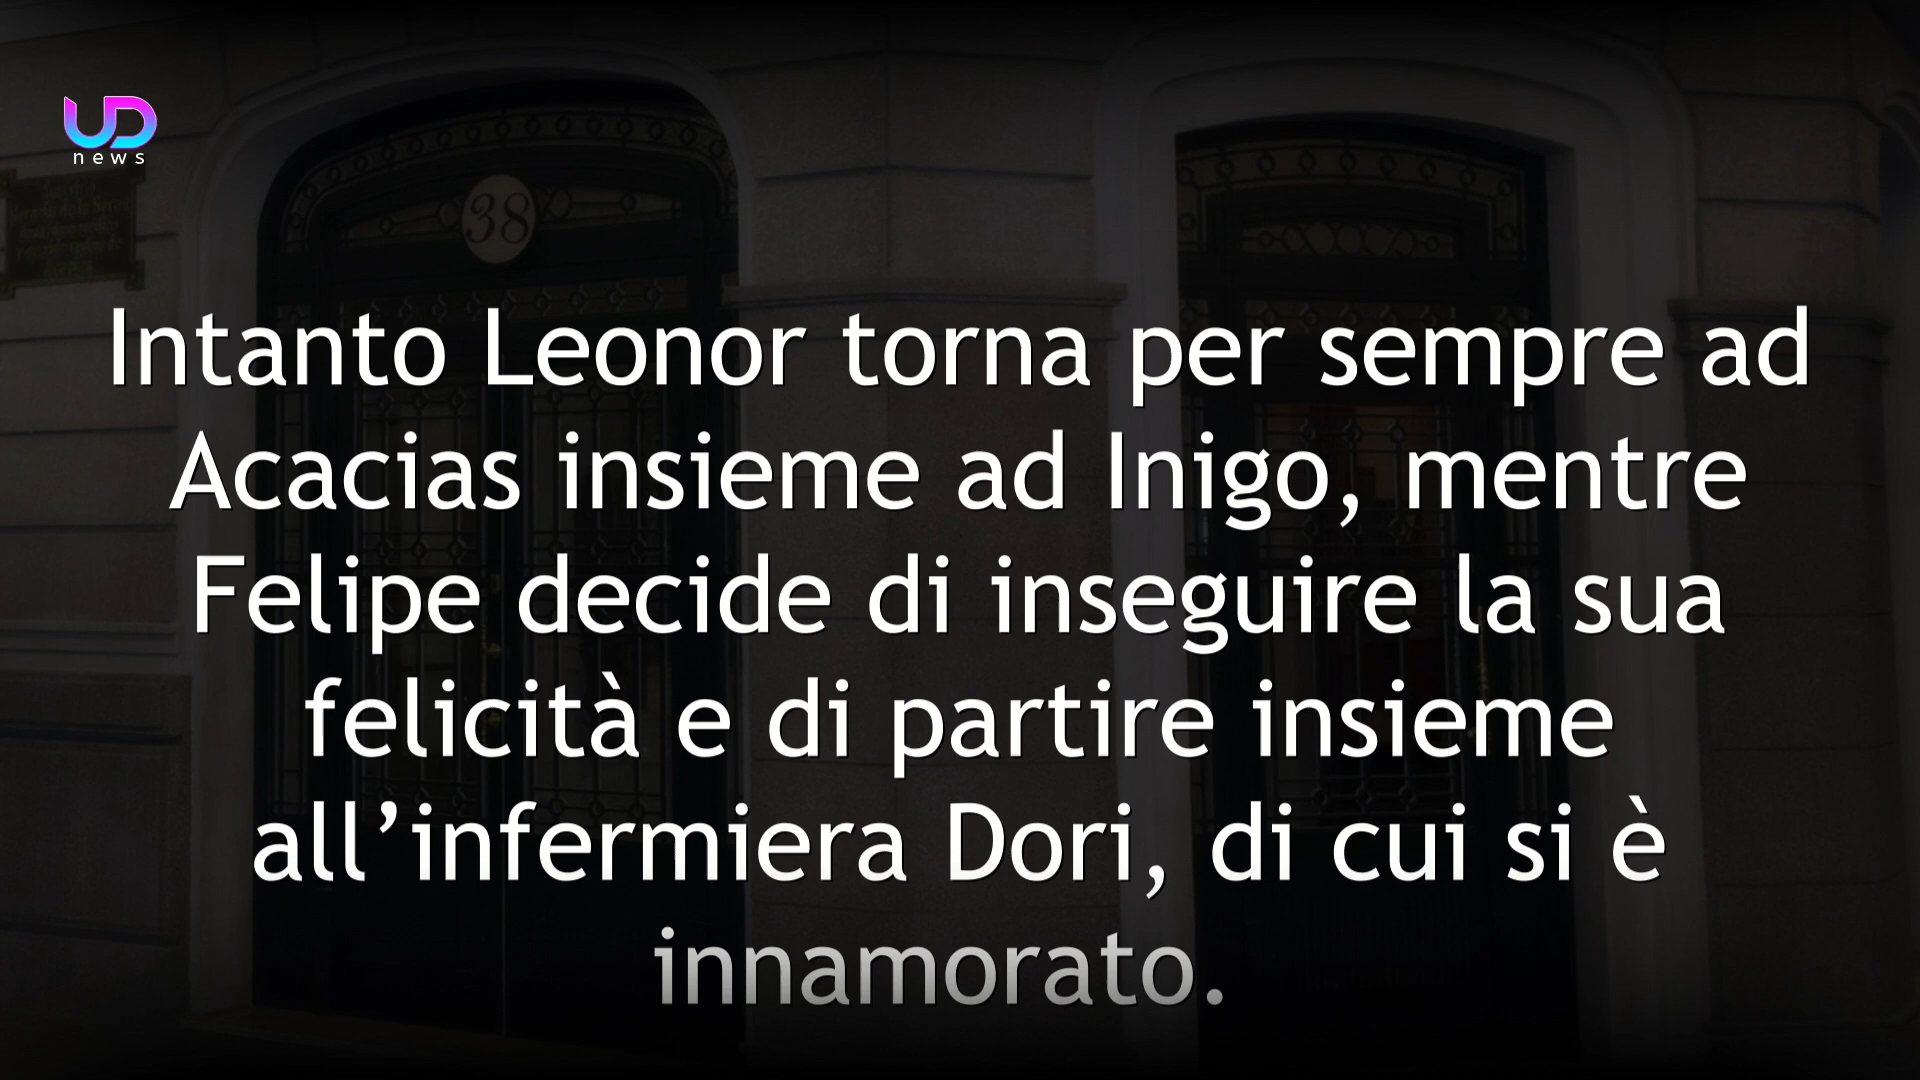 UD
news
38
Intanto Leonor torna per sempre ad
Acacias insieme ad Inigo, mentre
Felipe decide di inseguire la sua
felicità e di partire insieme
all’infermiera Dori, di cui si è
innamorato.